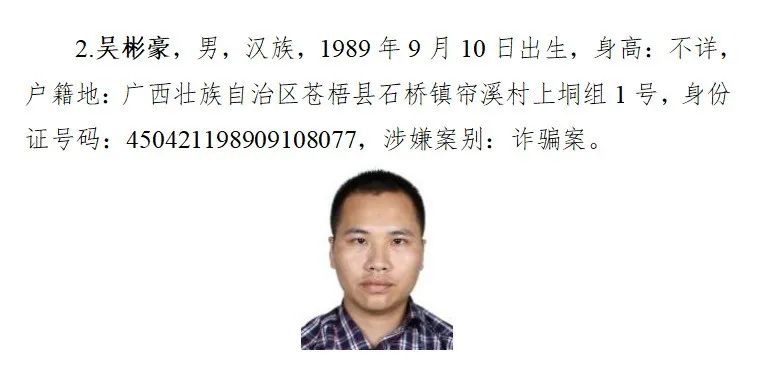 2.吴彬豪，男，汉族，1989 年 9 月 10 日出生，身高：不详，
户籍地：广西壮族自治区苍梧县石桥镇帘溪村上垌组 1 号，身份
证号码：450421198909108077，涉嫌案别：诈骗案。